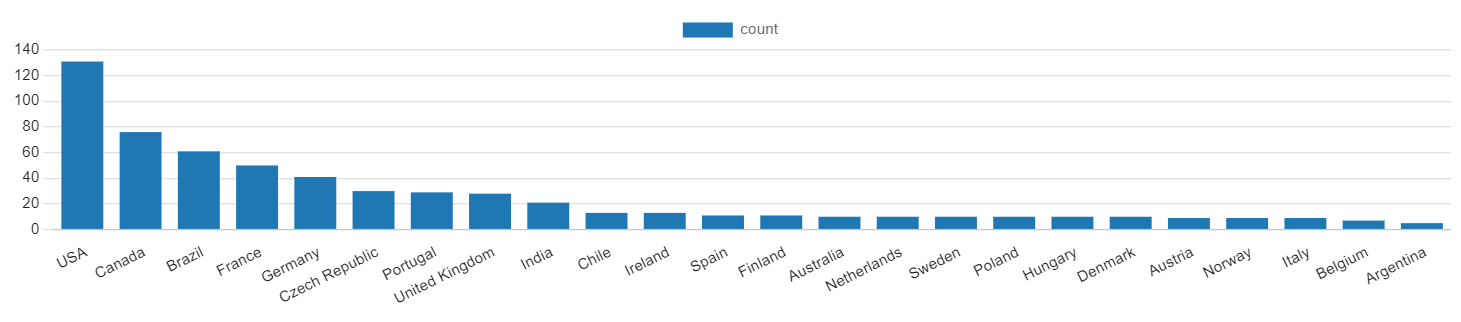 count
140
120
100
80
60
40
20
0
USA
Canada
Brazil
France
Germany
Czech Republic
Portugal
United Kingdom
India
Chile
Ireland
Spain
Finland
Australia
Netherlands
Sweden
Poland
Hungary
Denmark
Austria
Norway
Italy
Belgium
Argentina